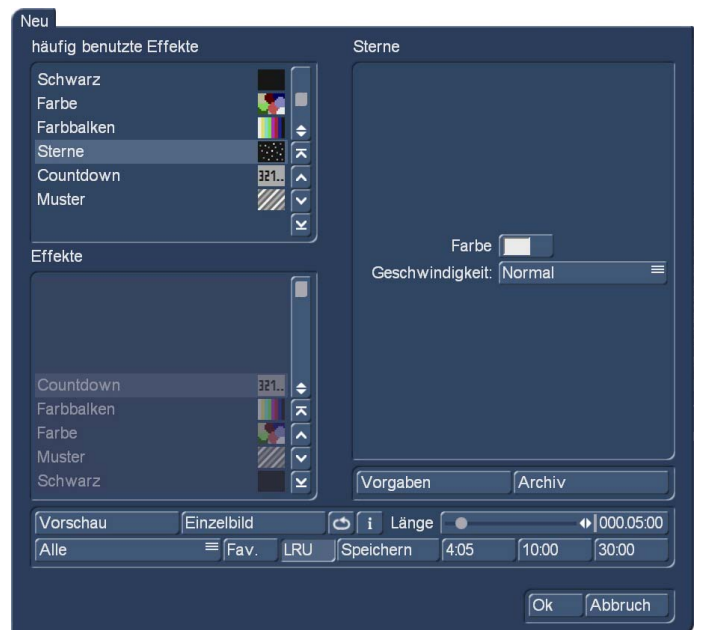 Neu
häufig benutzte Effekte
Schwarz
Farbe
Farbbalken
Sterne
Countdown 321..
Muster
Effekte
Countdown 321..
Farbbalken
Farbe
Muster
Schwarz
Sterne
Farbe
Geschwindigkeit: Normal
Vorgaben Archiv
Vorschau Einzelbild i Länge 000.05:00
Alle Fav. LRU Speichern 4:05 10:00 30:00
Ok Abbruch